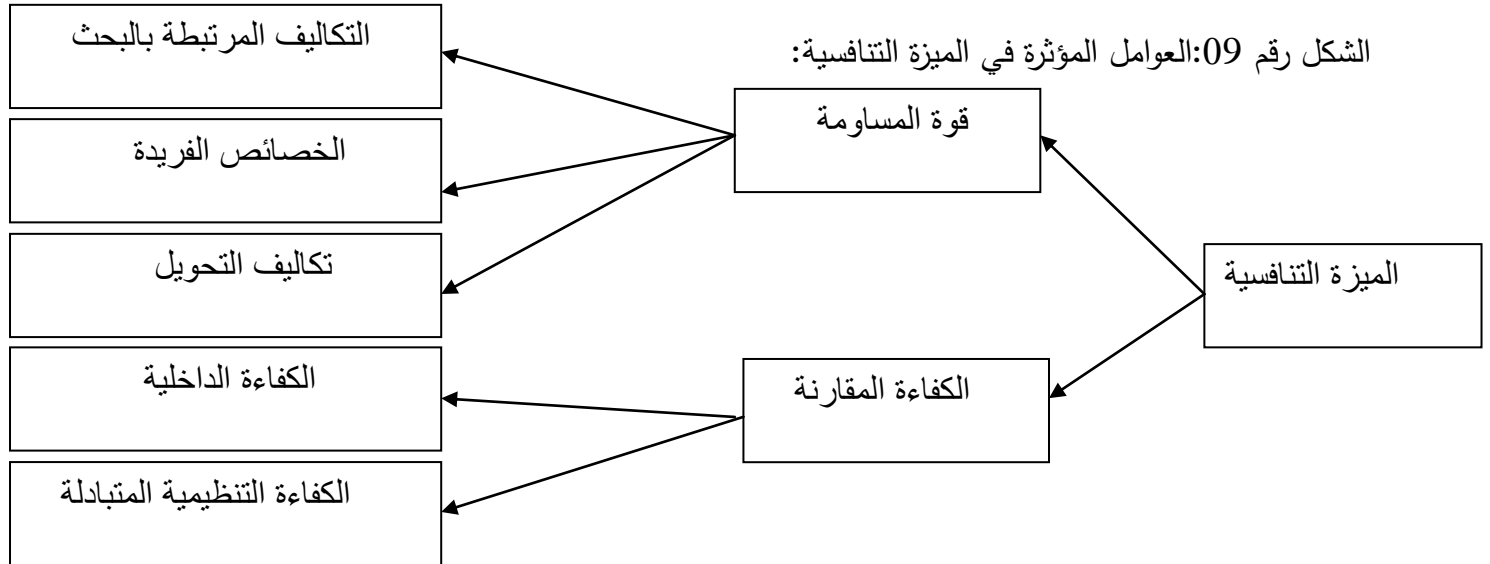 الشكل رقم 09:العوامل المؤثرة في الميزة التنافسية:
الميزة التنافسية
قوة المساومة
التكاليف المرتبطة بالبحث
الخصائص الفريدة
تكاليف التحويل
الكفاءة المقارنة
الكفاءة الداخلية
الكفاءة التنظيمية المتبادلة